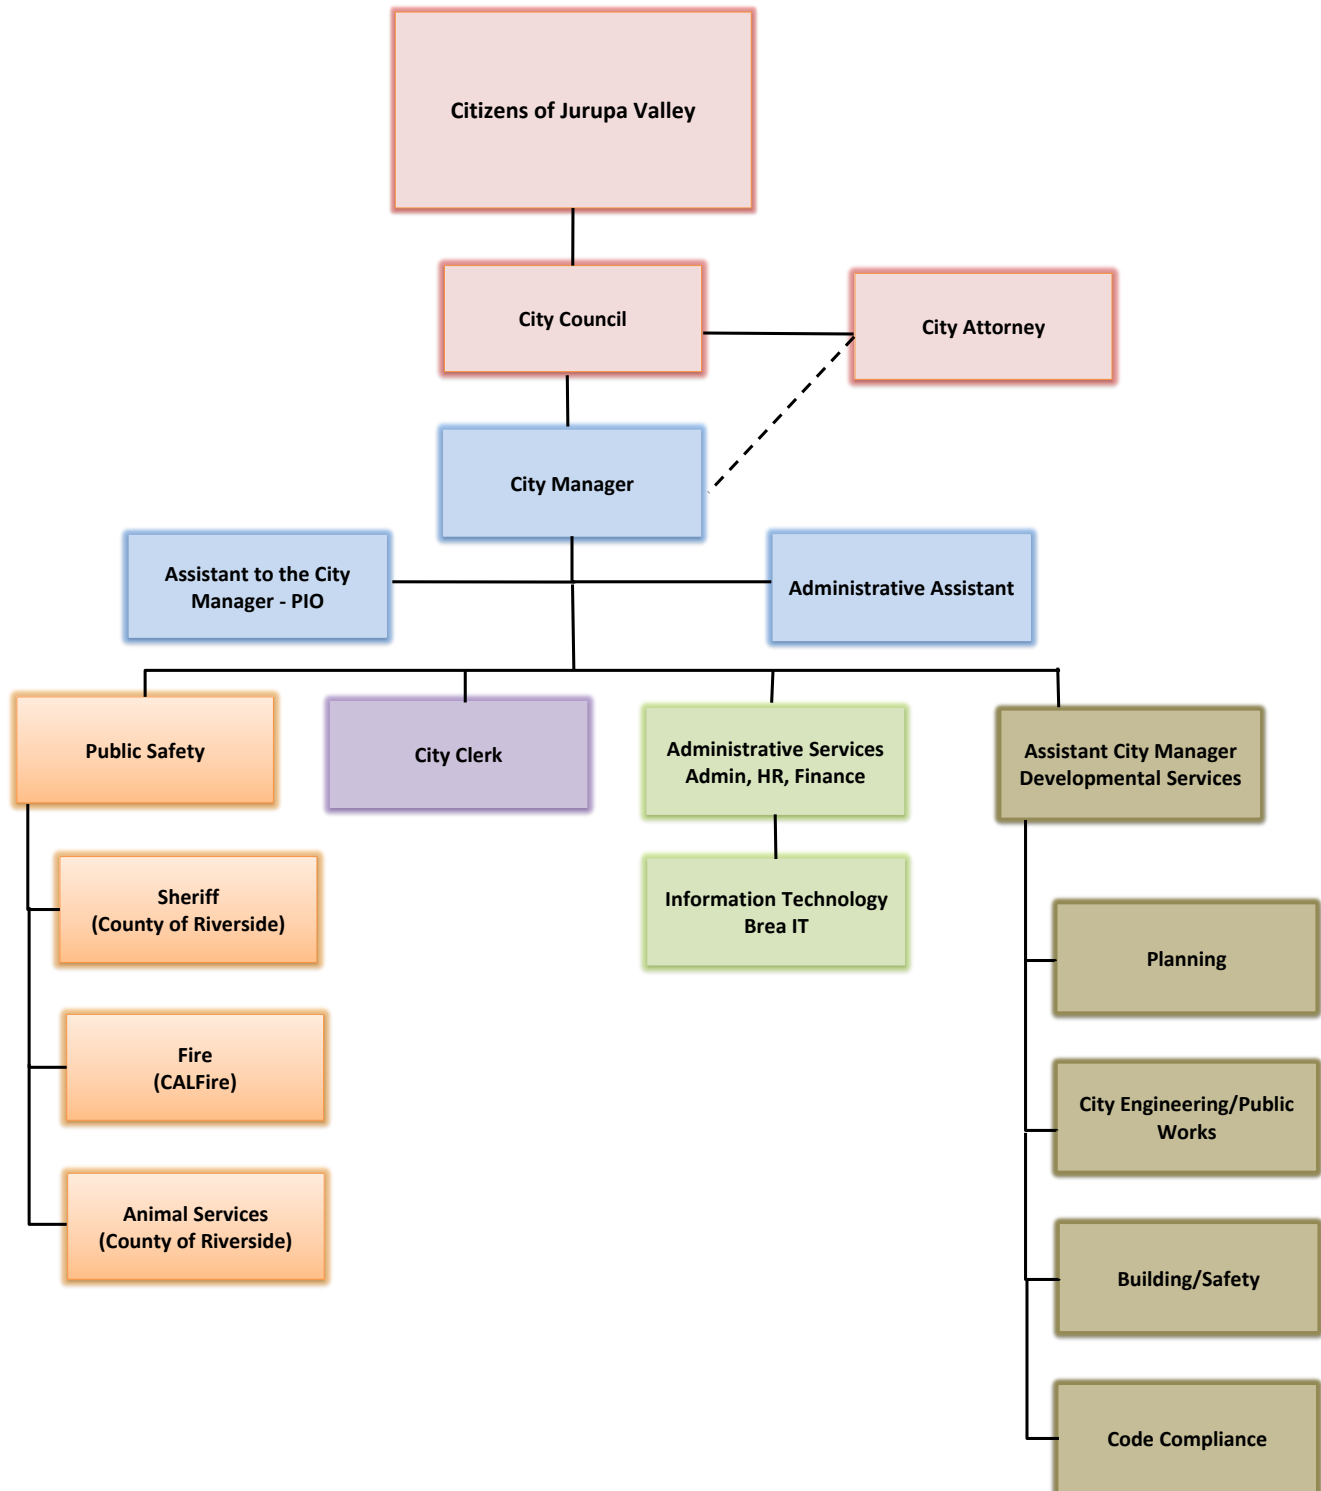 Citizens of Jurupa Valley
City Council
City Attorney
City Manager
Assistant to the City
Manager - PIO
Administrative Assistant
Public Safety
City Clerk
Administrative Services
Admin, HR, Finance
Assistant City Manager
Developmental Services
Sheriff
(County of Riverside)
Information Technology
Brea IT
Planning
Fire
(CALFire)
City Engineering/Public
Works
Animal Services
(County of Riverside)
Building/Safety
Code Compliance